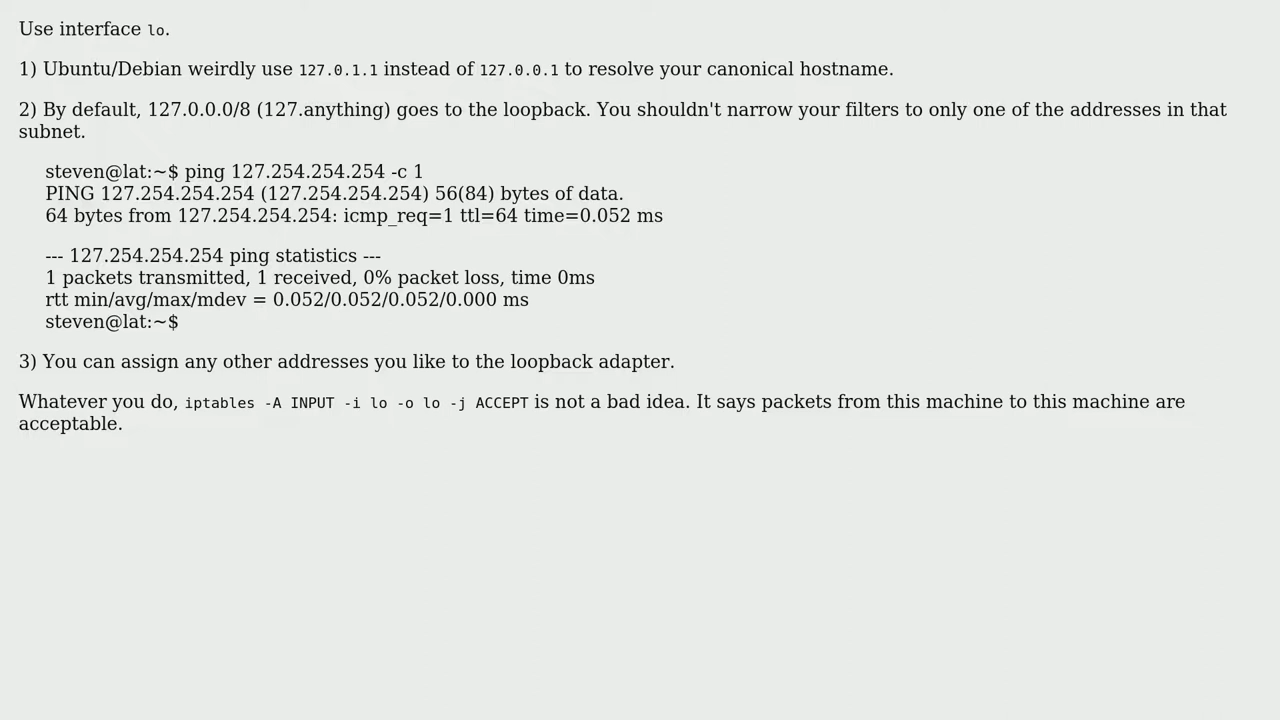 Use interface lo.
1) Ubuntu/Debian weirdly use 127.0.1.1 instead of 127.0.0.1 to resolve your canonical hostname.
2) By default, 127.0.0.0/8 (127.anything) goes to the loopback. You shouldn't narrow your filters to only one of the addresses in that
subnet.
steven@lat:~$ ping 127.254.254.254 -c 1
PING 127.254.254.254 (127.254.254.254) 56(84) bytes of data.
64 bytes from 127.254.254.254: icmp_req=1 ttl=64 time=0.052 ms
--- 127.254.254.254 ping statistics ---
1 packets transmitted, 1 received, 0% packet loss, time 0ms
rtt min/avg/max/mdev = 0.052/0.052/0.052/0.000 ms
steven@lat:~$
3) You can assign any other addresses you like to the loopback adapter.
Whatever you do, iptables -A INPUT -i lo -o lo -j ACCEPT is not a bad idea. It says packets from this machine to this machine are
acceptable.